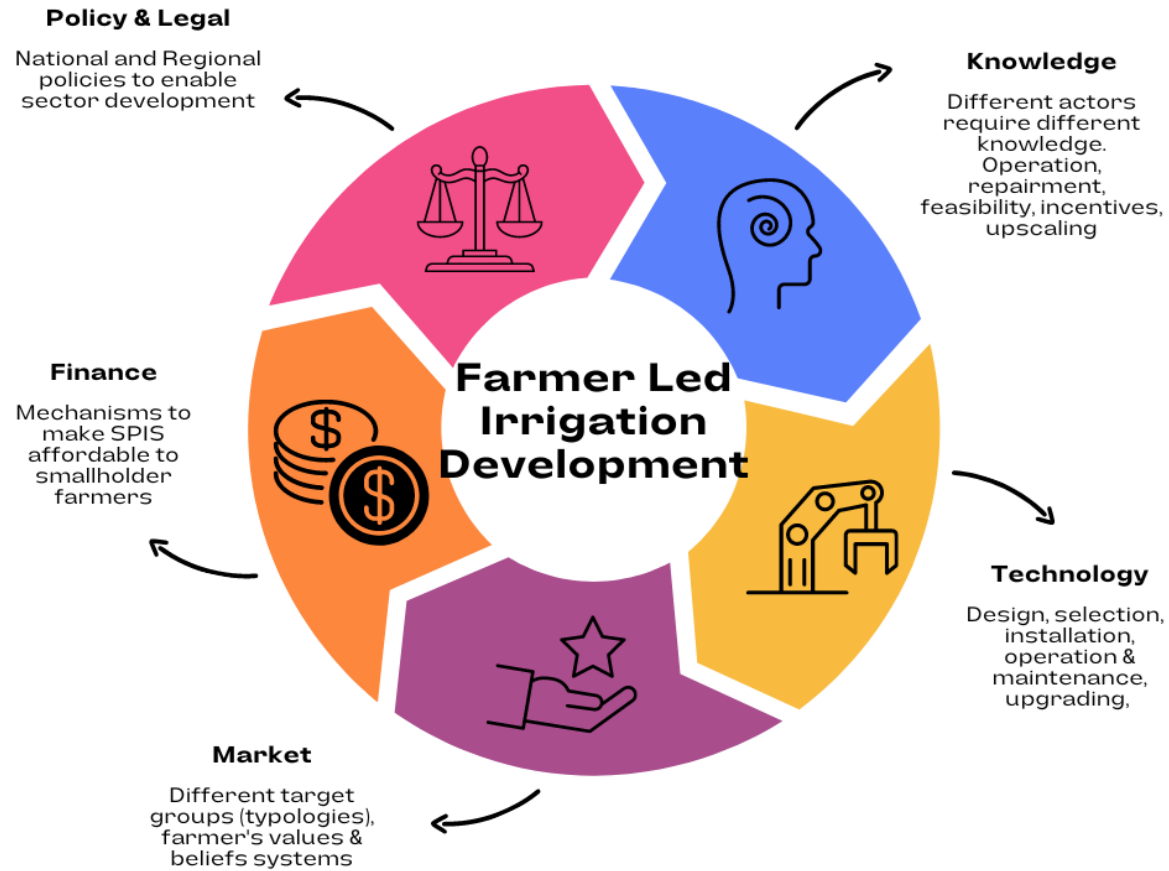 Policy & Legal
National and Regional
policies to enable
sector development
Knowledge
Different actors
require different
knowledge.
Operation,
repairment,
feasibility, incentives,
upscaling
Farmer Led
Irrigation
Development
Finance
Mechanisms to
make SPIS
affordable to
smallholder
farmers
$
$
Technology
Design, selection,
installation,
operation &
maintenance,
upgrading,
Market
Different target
groups (typologies),
farmer's values &
beliefs systems